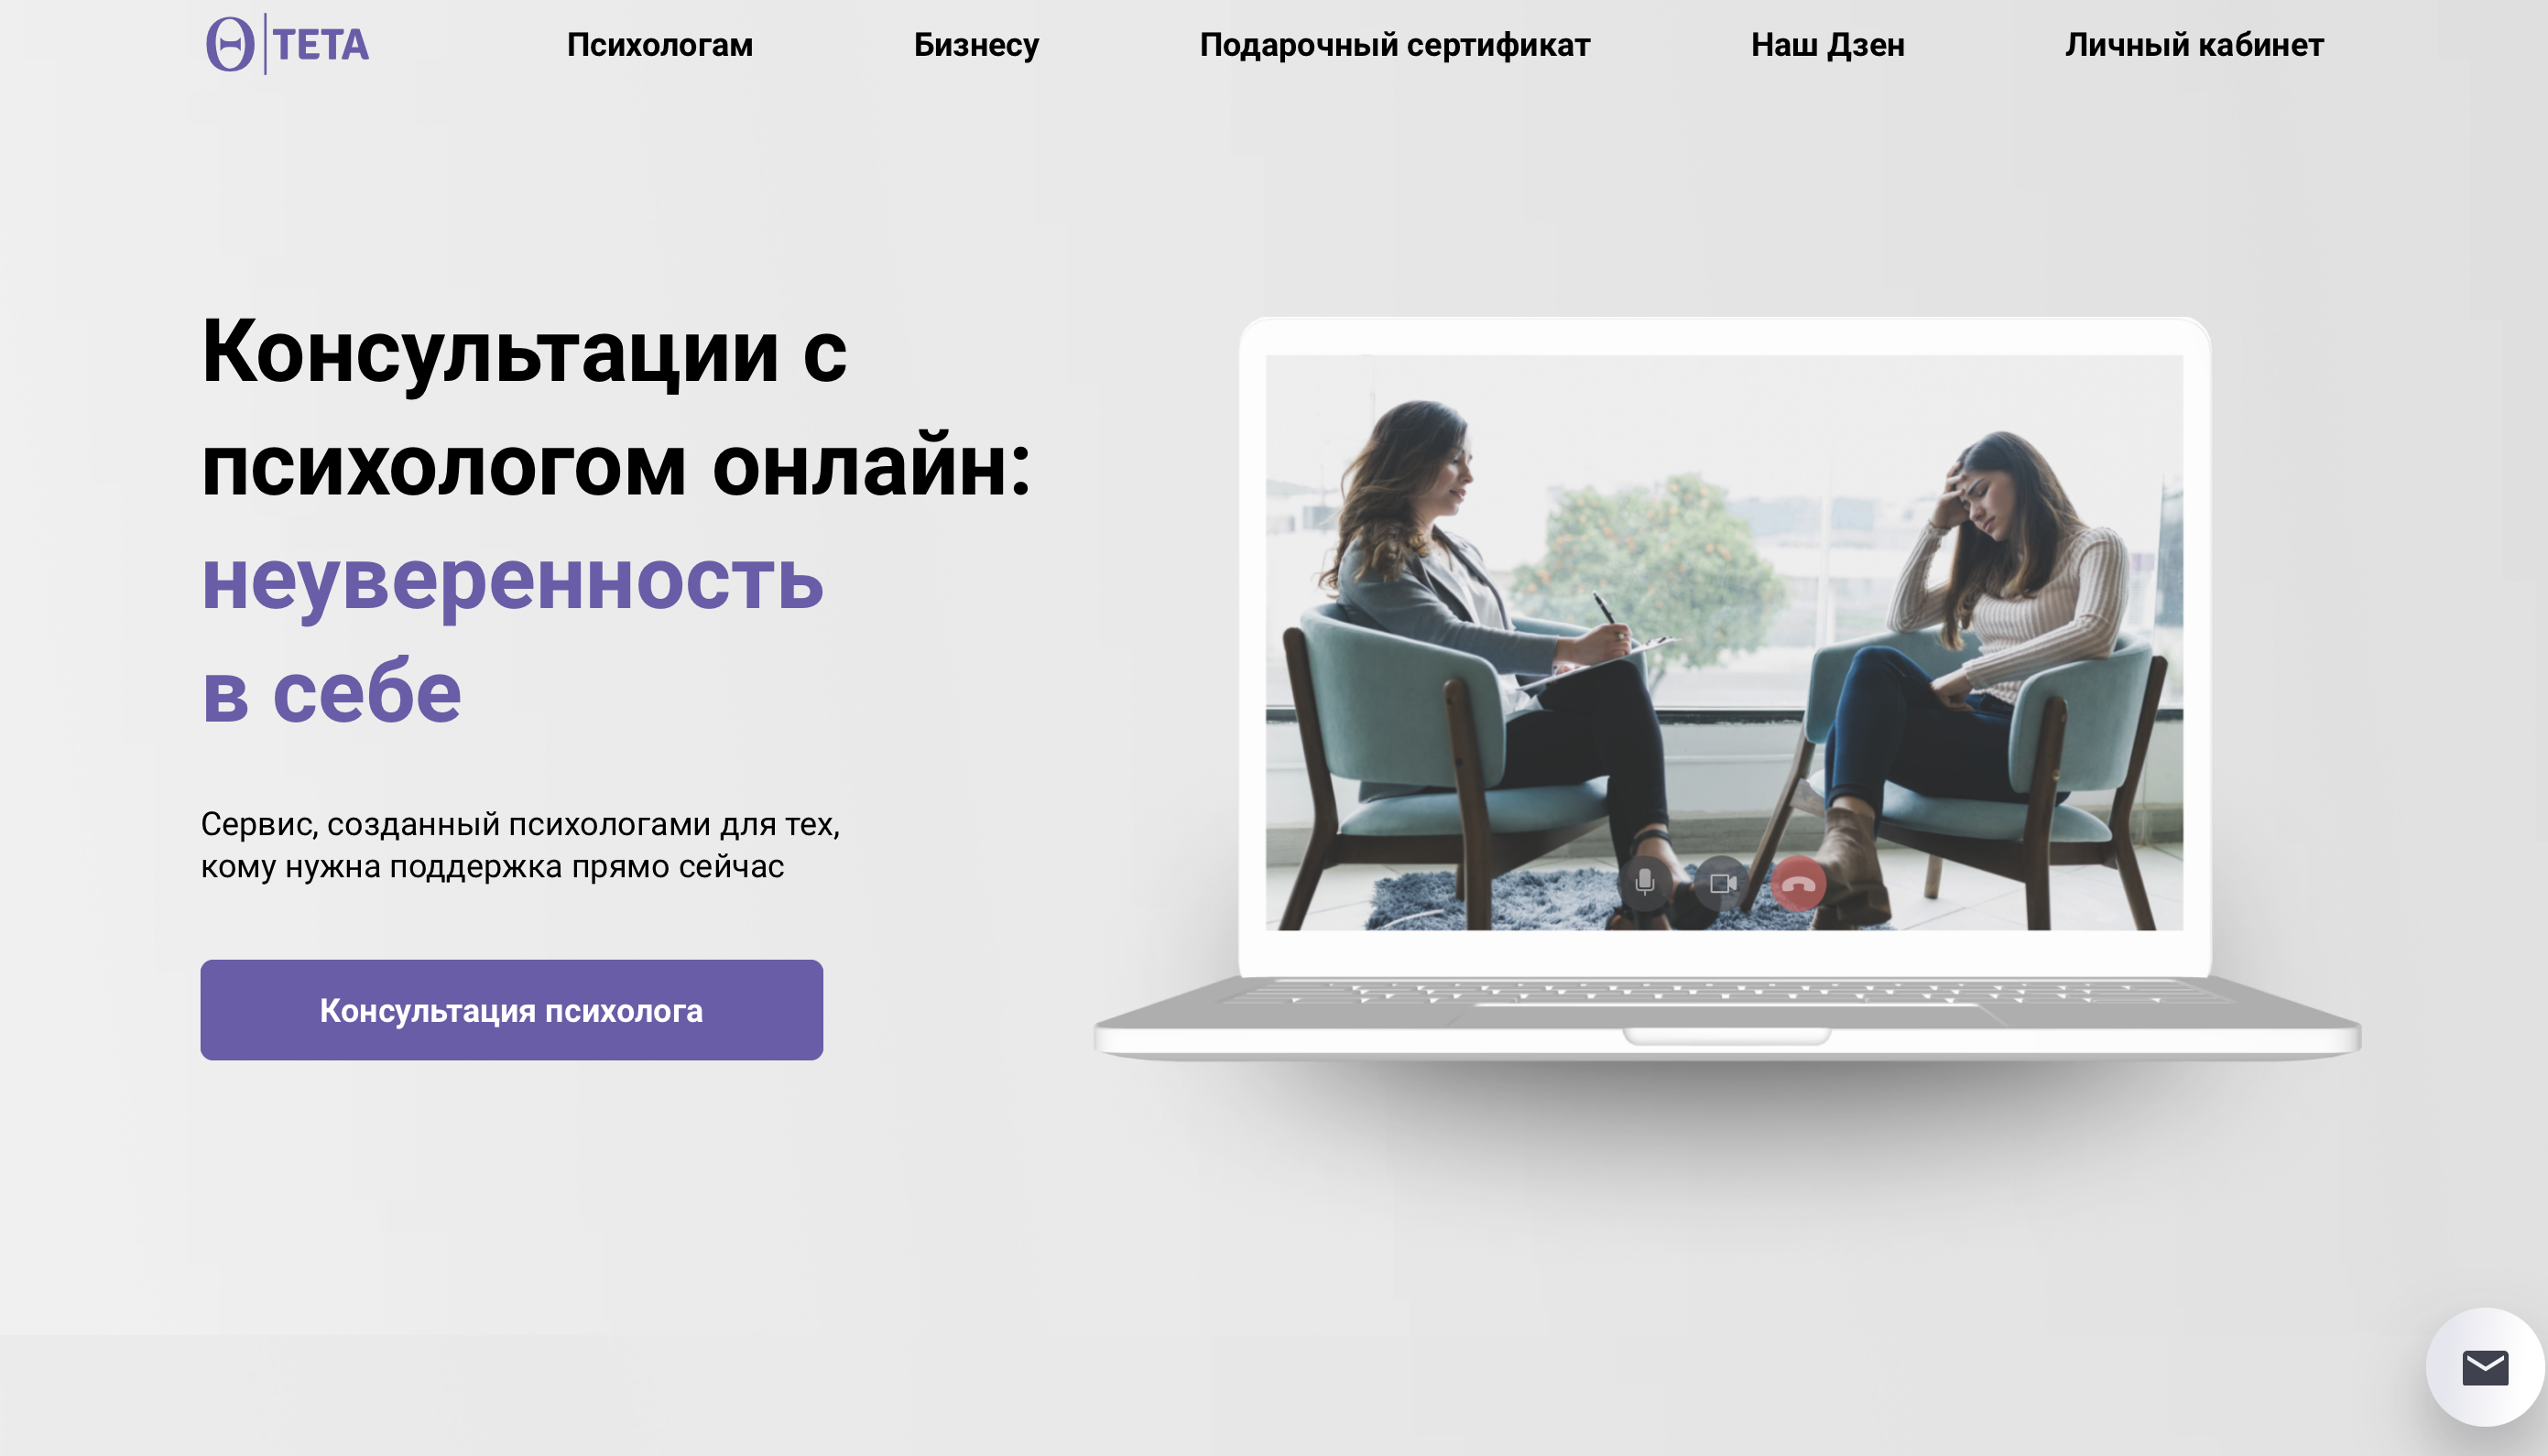 Θ ТЕТА
Психологам
Бизнесу
Подарочный сертификат
Наш Дзен
Личный кабинет
Консультации с
психологом онлайн:
неуверенность
в себе
Сервис, созданный психологами для тех,
кому нужна поддержка прямо сейчас
Консультация психолога